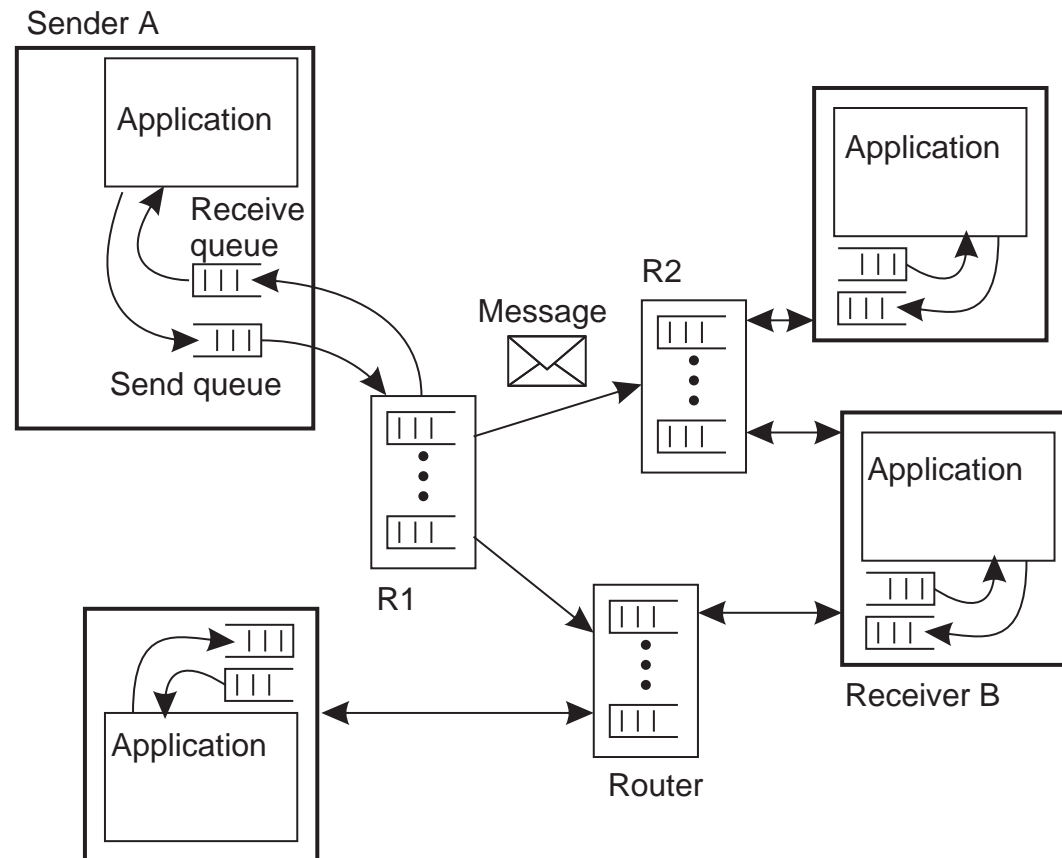 Sender A
Application
Receive
queue
Send queue
Message
R1
R2
Application
Application
Receiver B
Router
Application